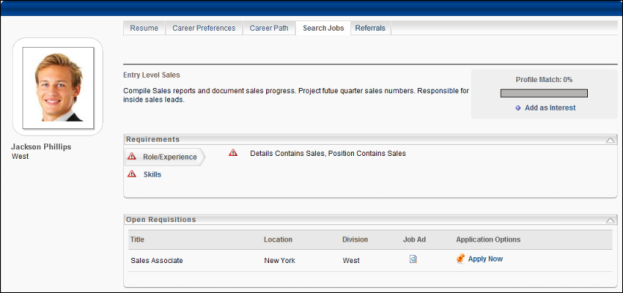 Resume Career Preferences Career Path Search Jobs Referrals
Jackson Phillips
West
Entry Level Sales
Compile Sales reports and document sales progress. Project future quarter sales numbers. Responsible for
inside sales leads.
Profile Match: 0%
Add as Interest
Requirements
Role/Experience Details Contains Sales, Position Contains Sales
Skills
Open Requisitions
Title Location Division Job Ad Application Options
Sales Associate New York West Apply Now